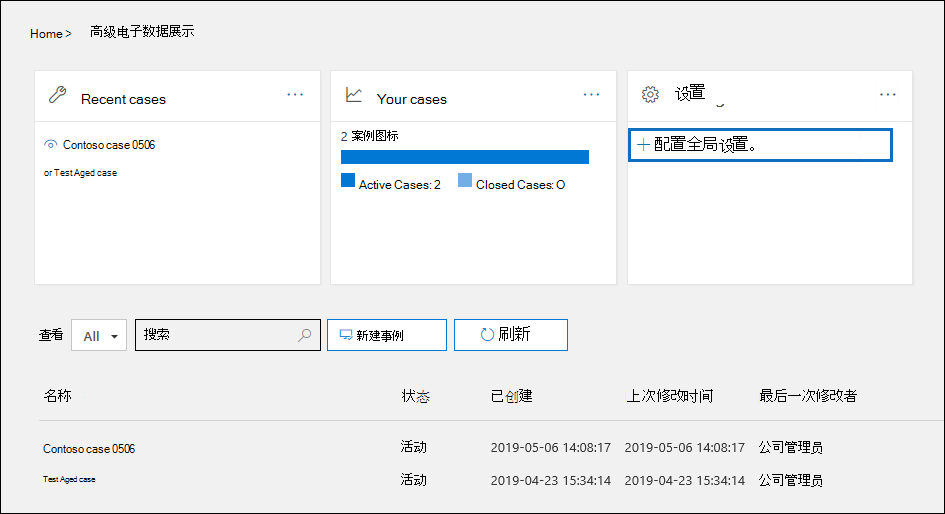 Home > 高级电子数据展示
Recent cases ...
Contoso case 0506
or Test Aged case
Your cases ...
2 案例图标
Active Cases: 2 Closed Cases: O
设置 ...
+ 配置全局设置。
查看 All 搜索 新建事例 刷新
名称 状态 已创建 上次修改时间 最后一次修改者
Contoso case 0506 活动 2019-05-06 14:08:17 2019-05-06 14:08:17 公司管理员
Test Aged case 活动 2019-04-23 15:34:14 2019-04-23 15:34:14 公司管理员